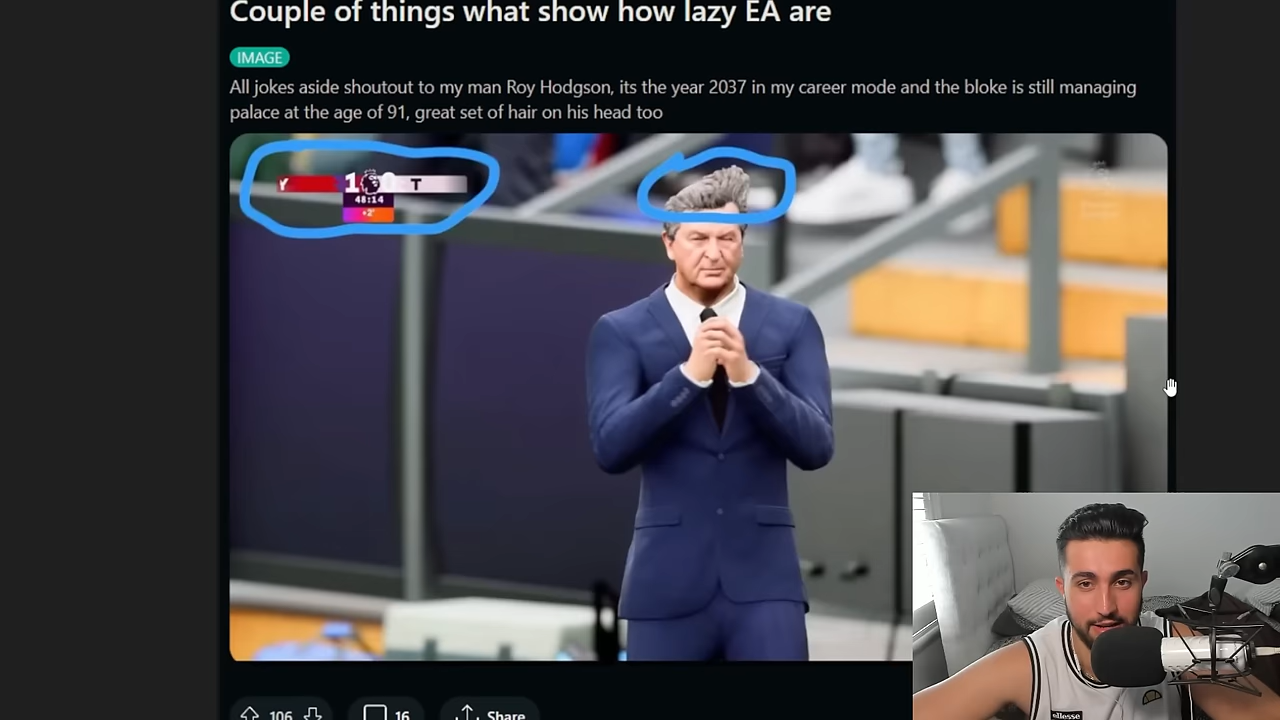 Couple of things what show how lazy EA are
IMAGE
All jokes aside shoutout to my man Roy Hodgson, its the year 2037 in my career mode and the bloke is still managing
palace at the age of 91, great set of hair on his head too
Y 1 0 T
48:14
+2'
106 16 Share
ellesse